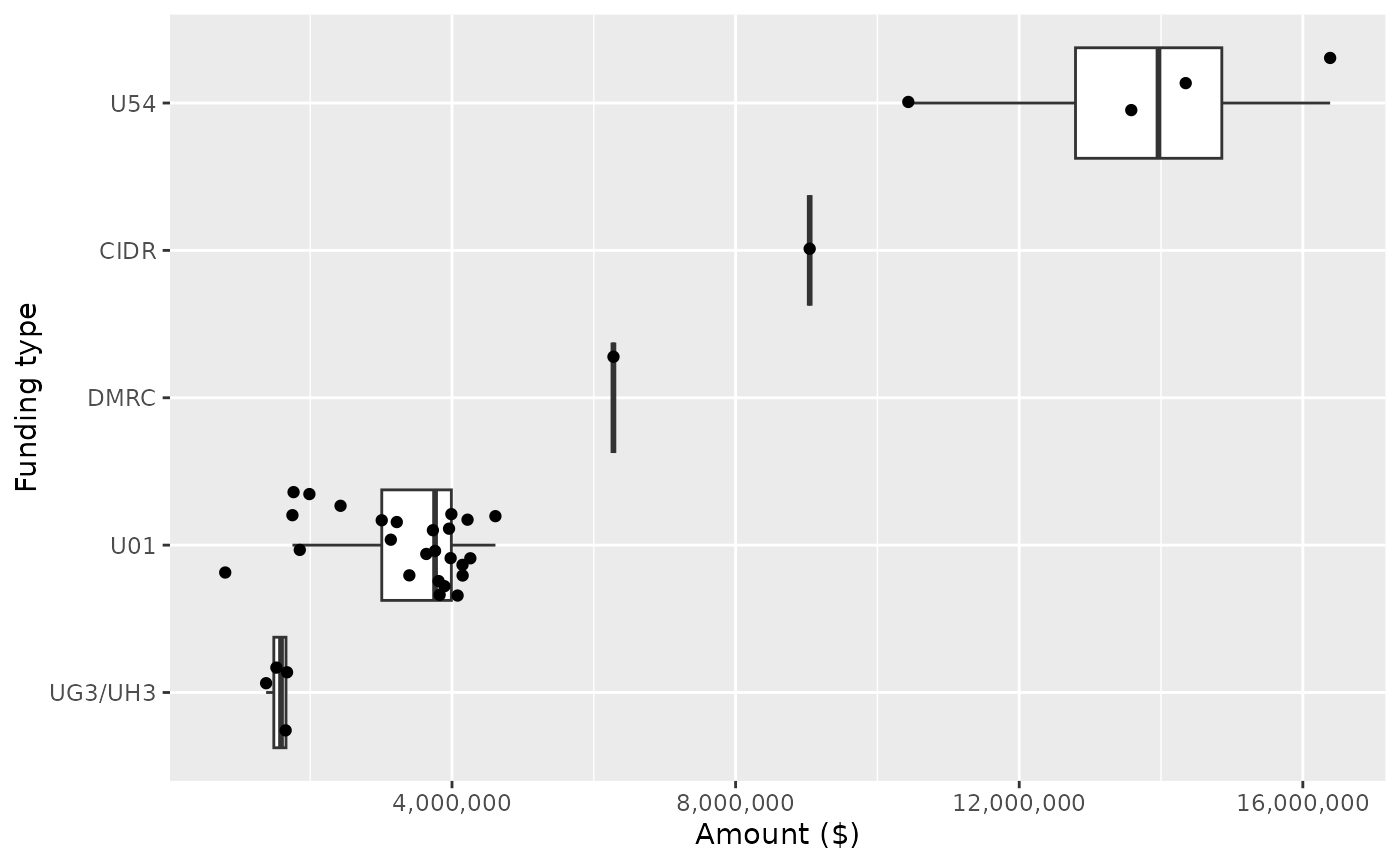 Funding type
U54
CIDR
DMRC
U01
UG3/UH3
4,000,000
8,000,000
12,000,000
16,000,000
Amount ($)